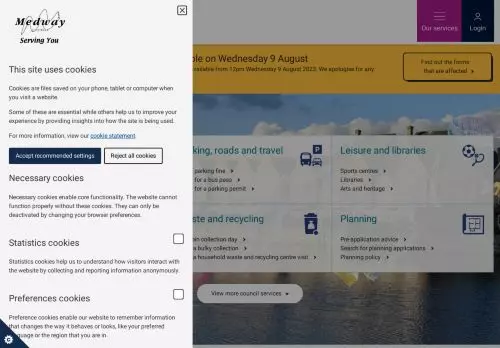 Medway
Serving You
This site uses cookies
Cookies are files saved on your phone, tablet or computer
when you visit a website.
Some of these are essential while others help us to improve your
experience by providing insights into how the site is being used.
For more information, view our cookie statement.
Accept recommended settings
Reject all cookies
Necessary cookies
Necessary cookies enable core functionality. The website cannot
function properly without these cookies. They can only be
deactivated by changing your browser preferences.
Statistics cookies
Statistics cookies help us to understand how visitors interact with
the website by collecting and reporting information anonymously.
Preferences cookies
Preference cookies enable our website to remember information
that changes the way it behaves or looks, like your preferred
language or the region that you are in.
Our services
Login
ble on Wednesday 9 August
available from 12pm Wednesday 9 August 2023. We apologise for any
Find out the forms
that are affected
king, roads and travel
parking fine
for a bus pass
for a parking permit
Leisure and libraries
Sports centres
Libraries
Arts and heritage
ste and recycling
bin collection day
a bulky collection
a household waste and recycling centre visit
Planning
Pre application advice
Search for planning applications
Planning policy
View more council services